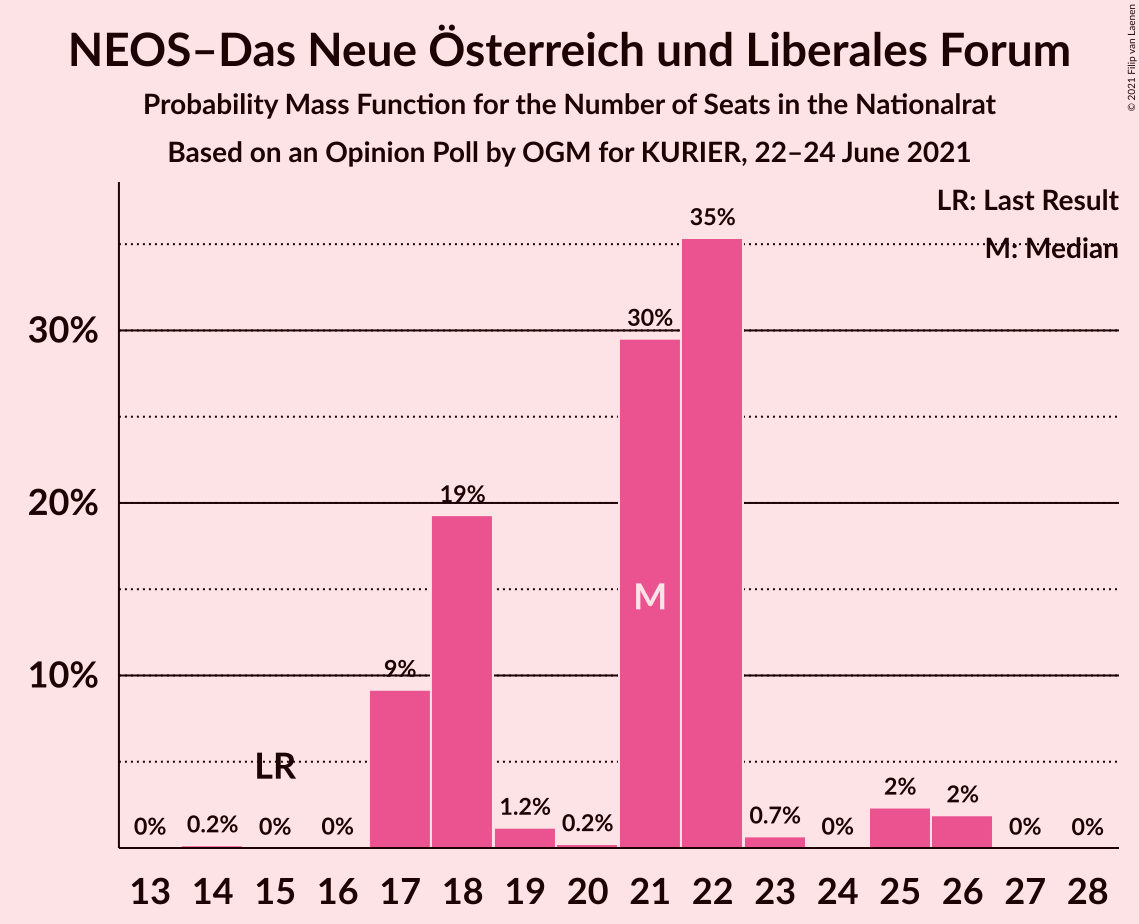 NEOS–Das Neue Österreich und Liberales Forum
Probability Mass Function for the Number of Seats in the Nationalrat
Based on an Opinion Poll by OGM for KURIER, 22–24 June 2021
© 2021 Filip van Laenen
LR: Last Result
M: Median
30%
20%
10%
0%
0.2%
0%
0%
9%
19%
1.2%
0.2%
30%
35%
0.7%
0%
2%
2%
0%
0%
LR
M
13 14 15 16 17 18 19 20 21 22 23 24 25 26 27 28